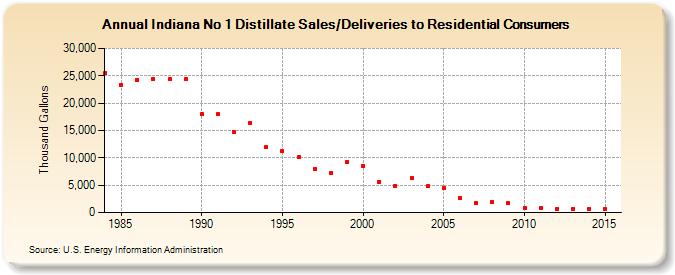 Annual Indiana No 1 Distillate Sales/Deliveries to Residential Consumers
Thousand Gallons
30,000
25,000
20,000
15,000
10,000
5,000
0
1985 1990 1995 2000 2005 2010 2015
Source: U.S. Energy Information Administration